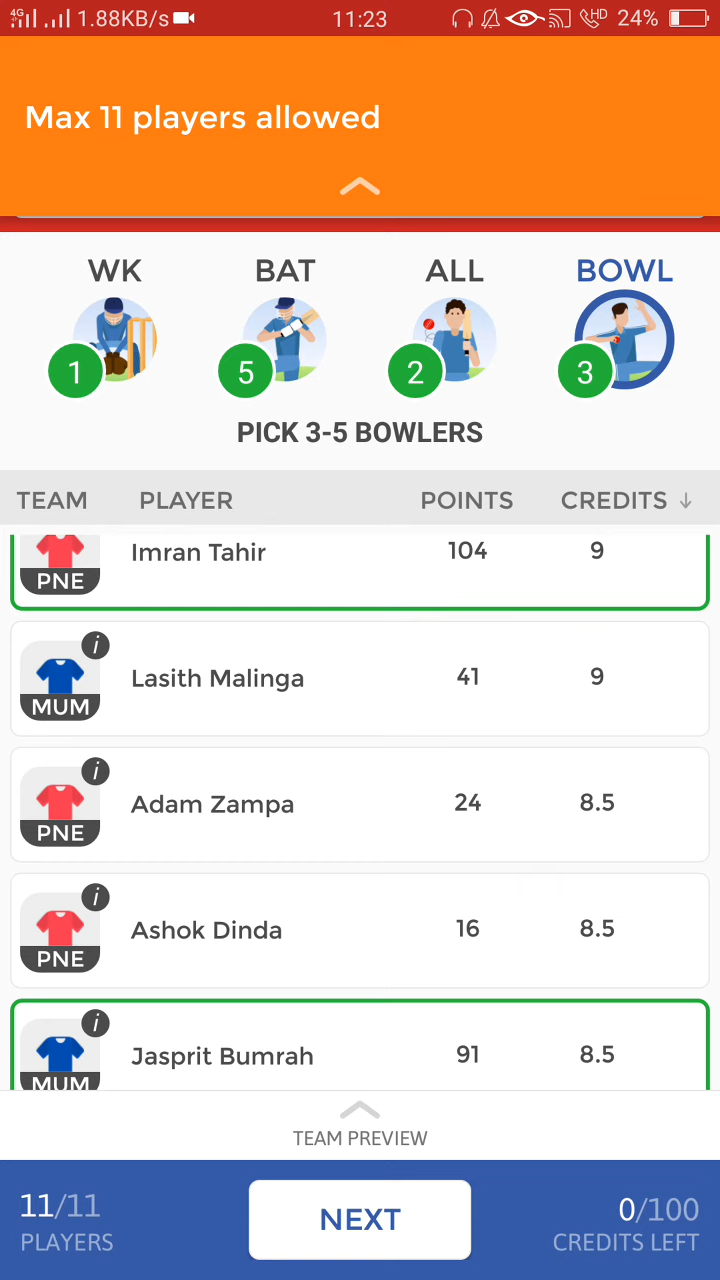 4G 1.88KB/s 11:23 HD 24%
Max 11 players allowed
WK BAT ALL BOWL
1 5 2 3
PICK 3-5 BOWLERS
TEAM PLAYER POINTS CREDITS ↓
PNE Imran Tahir 104 9
i
MUM Lasith Malinga 41 9
i
PNE Adam Zampa 24 8.5
i
PNE Ashok Dinda 16 8.5
i
MUM Jasprit Bumrah 91 8.5
TEAM PREVIEW
11/11 NEXT 0/100
PLAYERS CREDITS LEFT